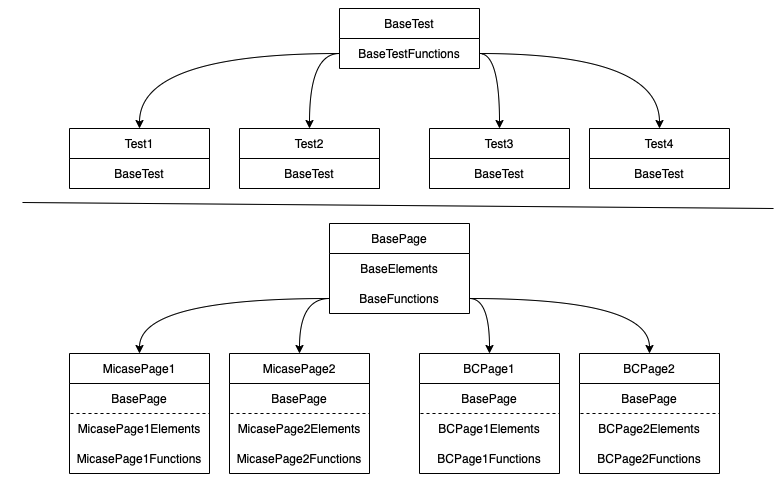 BaseTest
BaseTestFunctions
Test1
Test2
Test3
Test4
BaseTest
BaseTest
BaseTest
BaseTest
BasePage
BaseElements
BaseFunctions
MicasePage1
MicasePage2
BCPage1
BCPage2
BasePage
BasePage
BasePage
BasePage
MicasePage1Elements
MicasePage2Elements
BCPage1Elements
BCPage2Elements
MicasePage1Functions
MicasePage2Functions
BCPage1Functions
BCPage2Functions